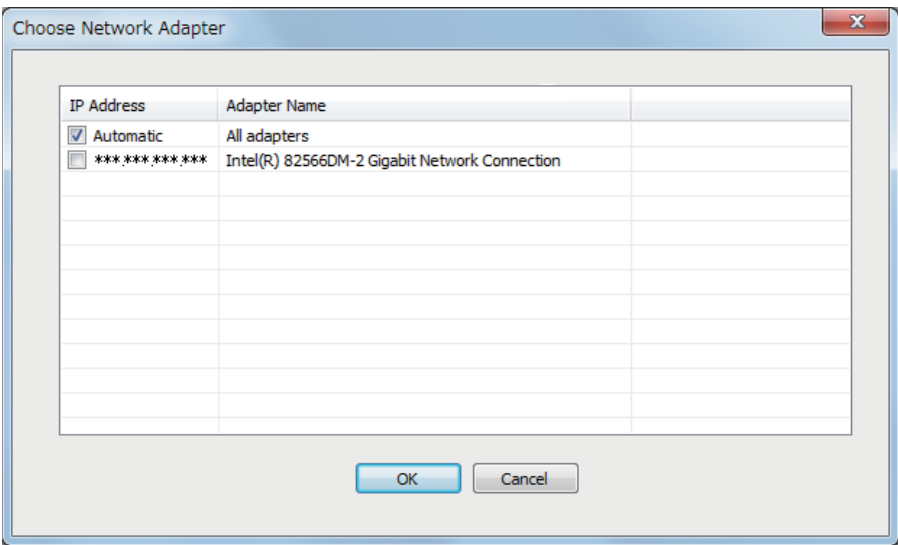 Choose Network Adapter
IP Address Adapter Name
Automatic All adapters
***.***.***.*** Intel(R) 82566DM-2 Gigabit Network Connection
OK Cancel